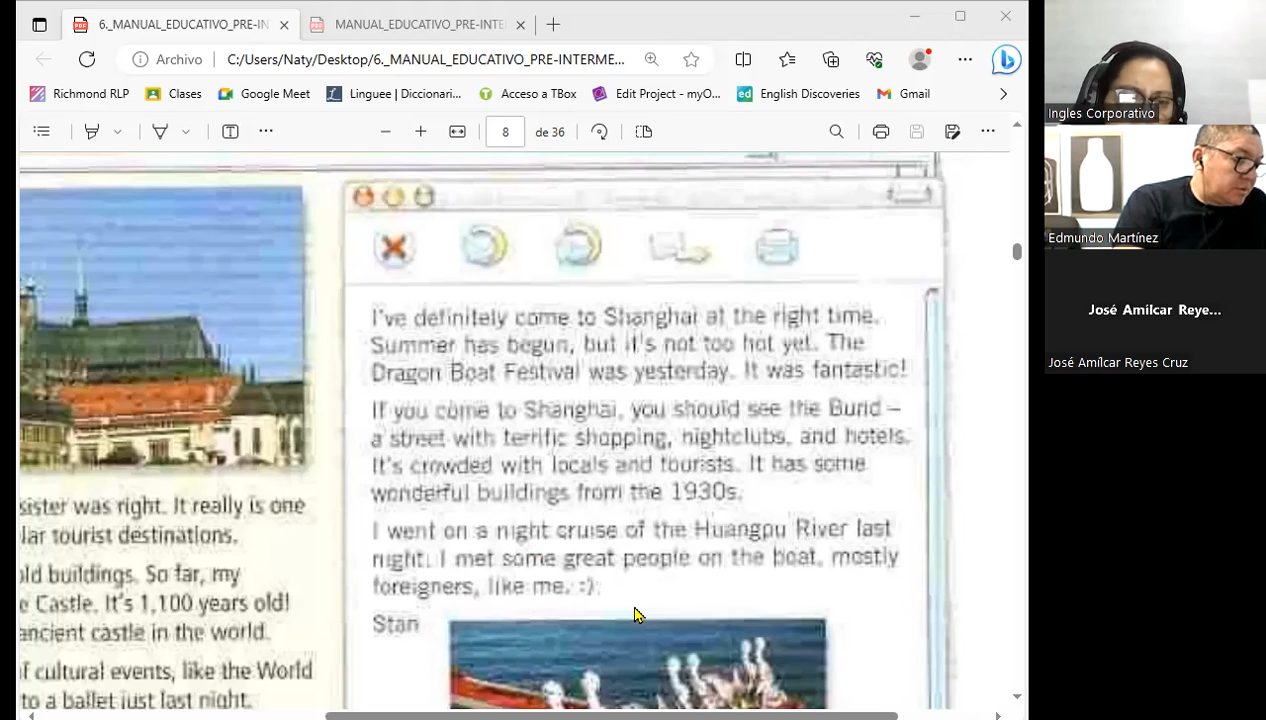 6._MANUAL_EDUCATIVO_PRE-IN
MANUAL_EDUCATIVO_PRE-INTE
Archivo
C:/Users/Naty/Desktop/6._MANUAL_EDUCATIVO_PRE-INTERME...
Richmond RLP
Clases
Google Meet
Linguee | Diccionari...
Acceso a TBox
Edit Project - myO...
English Discoveries
Gmail
8
de 36
I've definitely come to Shanghai at the right time.
Summer has begun, but it's not too hot yet. The
Dragon Boat Festival was yesterday. It was fantastic!
If you come to Shanghai, you should see the Bund –
a street with terrific shopping, nightclubs, and hotels.
It's crowded with locals and tourists. It has some
wonderful buildings from the 1930s.
I went on a night cruise of the Huangpu River last
night. I met some great people on the boat, mostly
foreigners, like me. :).
Stan
sister was right. It really is one
lar tourist destinations.
old buildings. So far, my
e Castle. It's 1,100 years old!
ancient castle in the world.
f cultural events, like the World
to a ballet just last night.
Ingles Corporativo
Edmundo Martínez
José Amílcar Reye...
José Amílcar Reyes Cruz